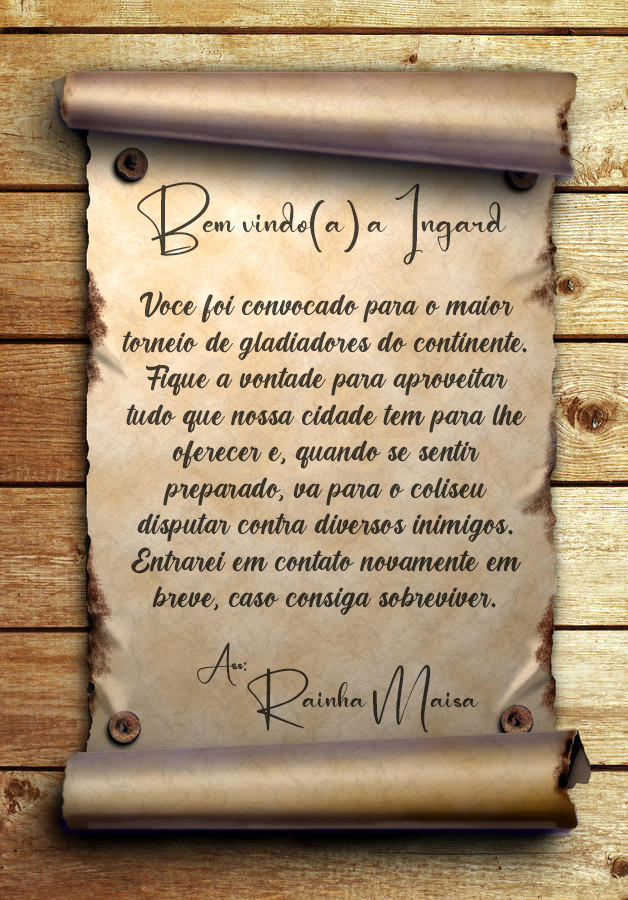 Bem vindo(a) a Ingard
Voce foi convocado para o maior
torneio de gladiadores do continente.
Fique a vontade para aproveitar
tudo que nossa cidade tem para lhe
oferecer e, quando se sentir
preparado, va para o coliseu
disputar contra diversos inimigos.
Entrarei em contato novamente em
breve, caso consiga sobreviver.
Ass:
Rainha Maisa